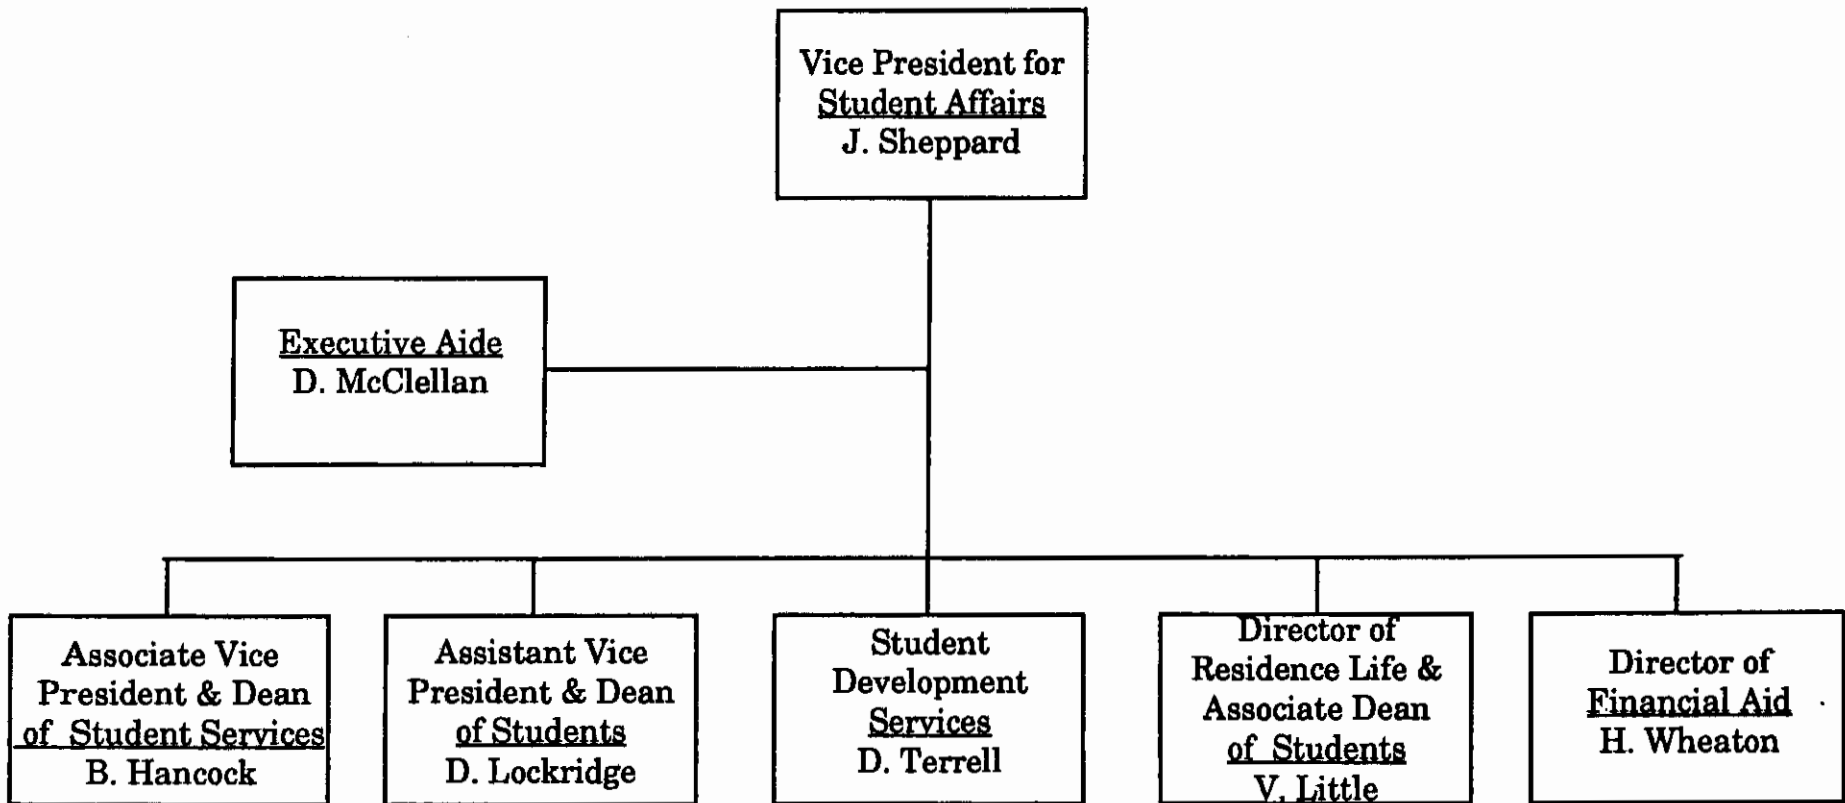 Vice President for
Student Affairs
J. Sheppard
Executive Aide
D. McClellan
Associate Vice
President & Dean
of Student Services
B. Hancock
Assistant Vice
President & Dean
of Students
D. Lockridge
Student
Development
Services
D. Terrell
Director of
Residence Life &
Associate Dean
of Students
V. Little
Director of
Financial Aid
H. Wheaton